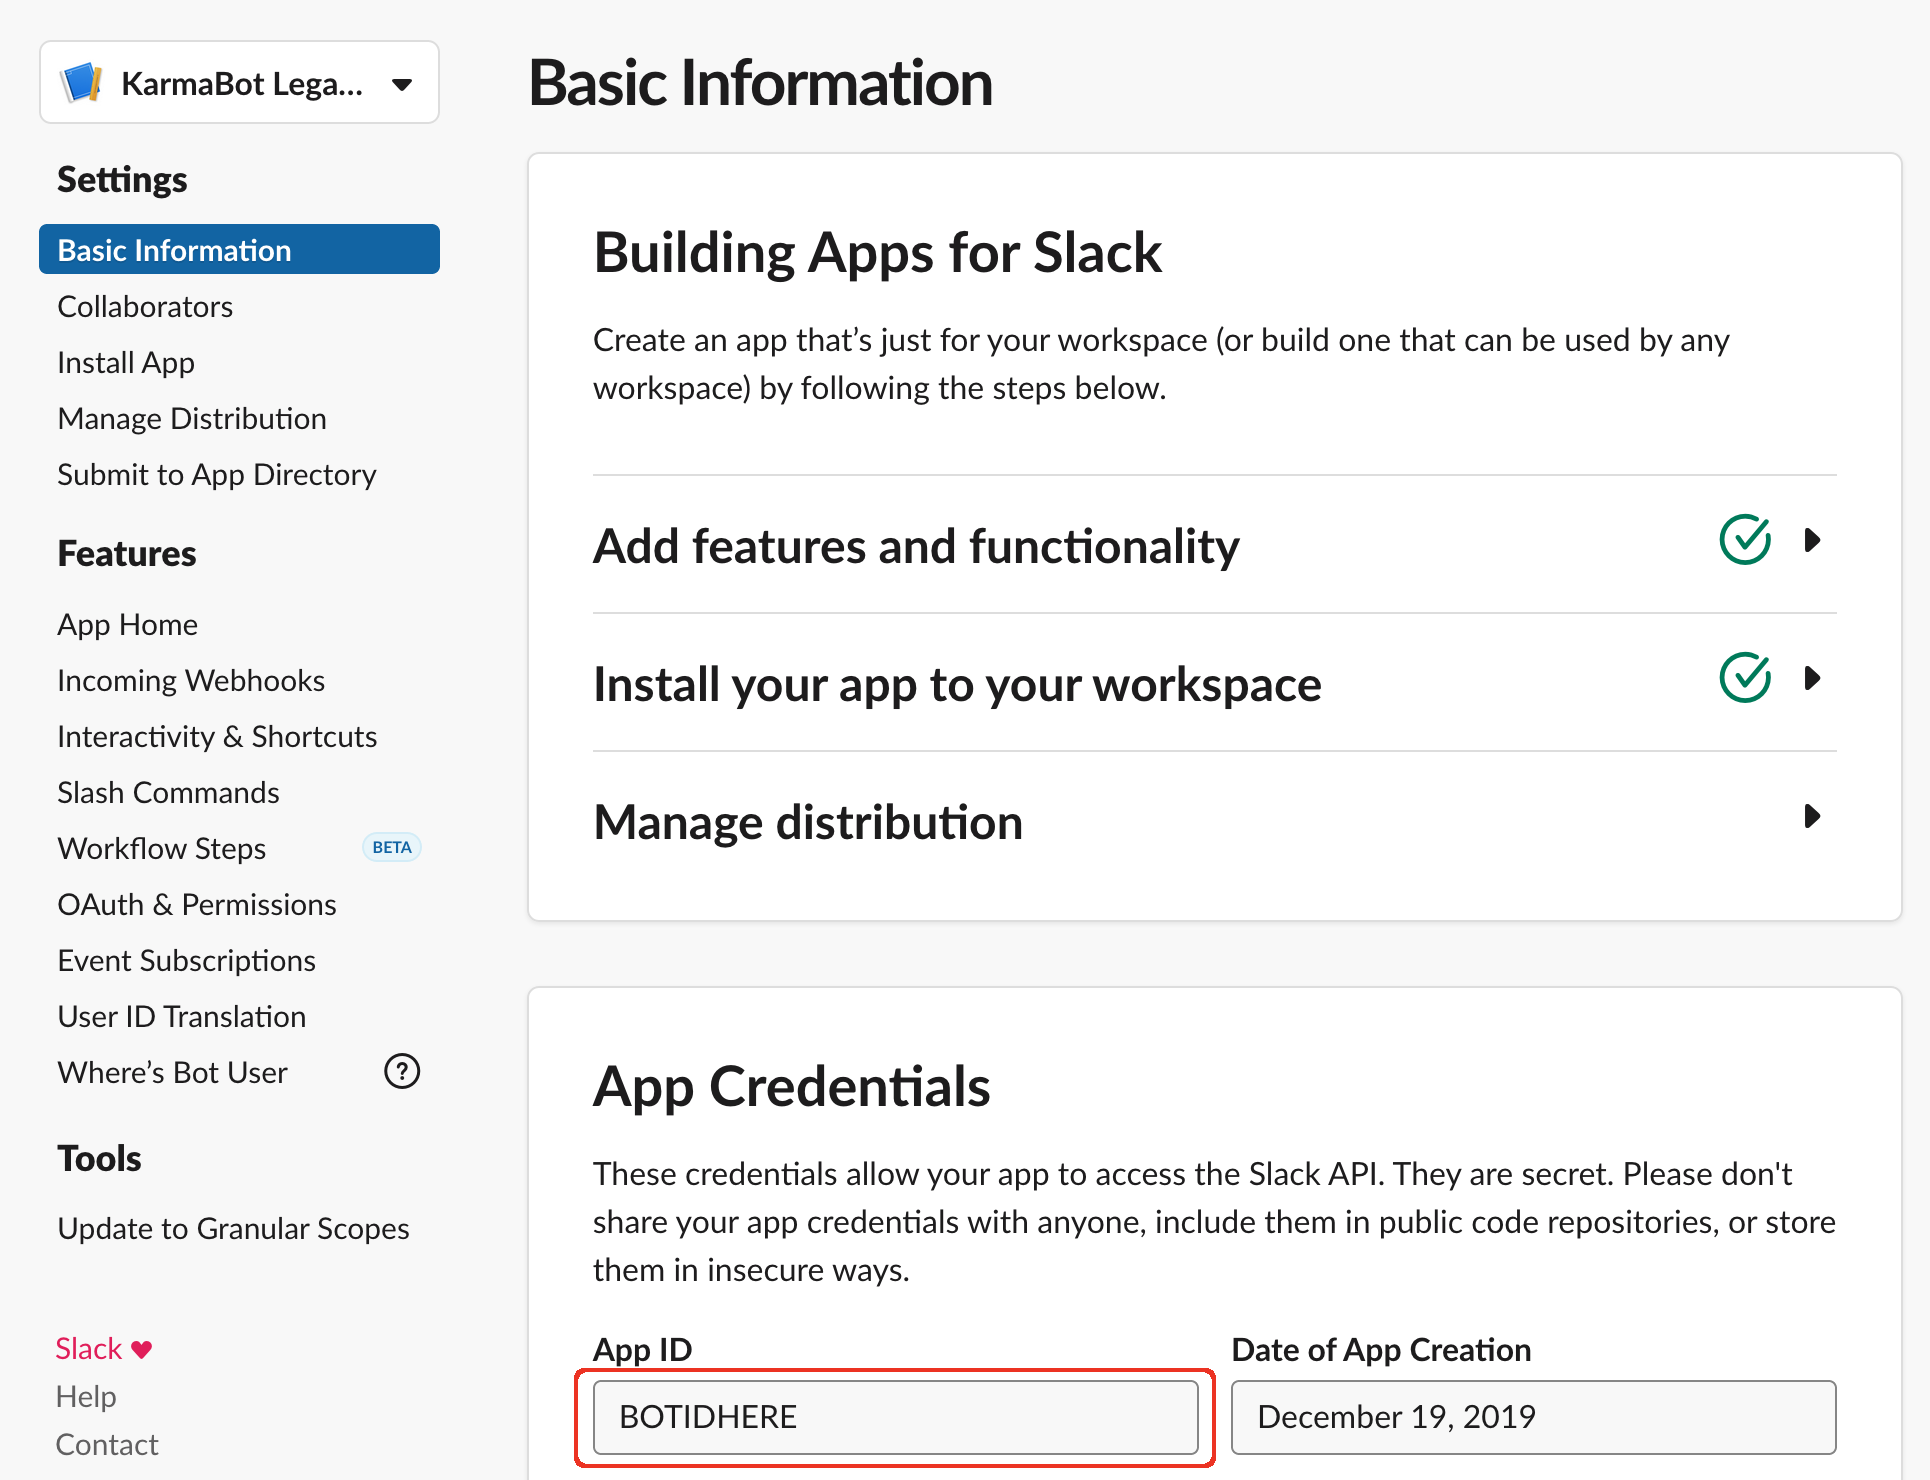 KarmaBot Lega...
Settings
Basic Information
Collaborators
Install App
Manage Distribution
Submit to App Directory
Features
App Home
Incoming Webhooks
Interactivity & Shortcuts
Slash Commands
Workflow Steps BETA
OAuth & Permissions
Event Subscriptions
User ID Translation
Where’s Bot User ?
Tools
Update to Granular Scopes
Slack ♥
Help
Contact
Basic Information
Building Apps for Slack
Create an app that’s just for your workspace (or build one that can be used by any
workspace) by following the steps below.
Add features and functionality
Install your app to your workspace
Manage distribution
App Credentials
These credentials allow your app to access the Slack API. They are secret. Please don't
share your app credentials with anyone, include them in public code repositories, or store
them in insecure ways.
App ID
BOTIDHERE
Date of App Creation
December 19, 2019